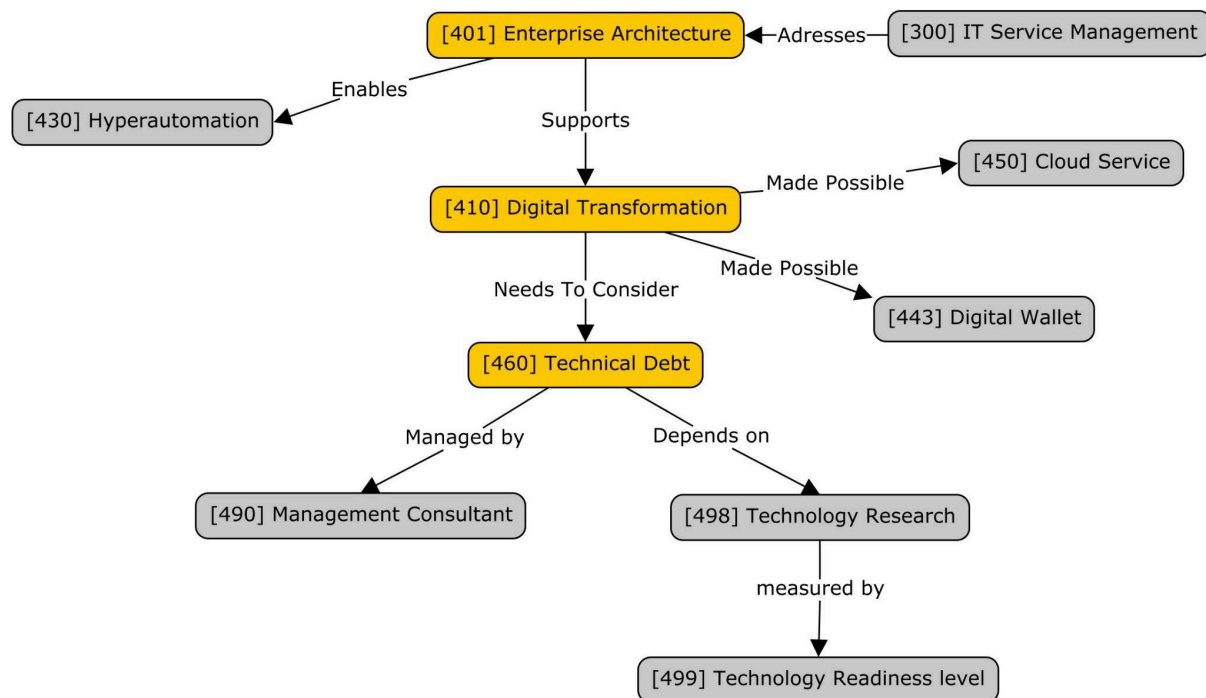 [401] Enterprise Architecture
Adresses
[300] IT Service Management
Enables
[430] Hyperautomation
Supports
[450] Cloud Service
Made Possible
[410] Digital Transformation
Made Possible
Needs To Consider
[443] Digital Wallet
[460] Technical Debt
Managed by
Depends on
[490] Management Consultant
[498] Technology Research
measured by
[499] Technology Readiness level